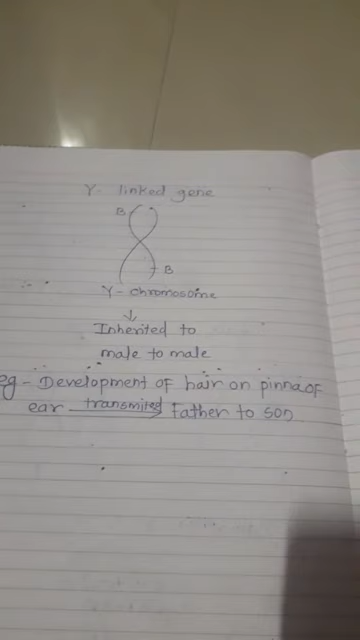 Y- linked gene
B
B
Y- chromosome
↓
Inherited to
male to male
eg - Development of hair on pinna of
ear transmited Father to son